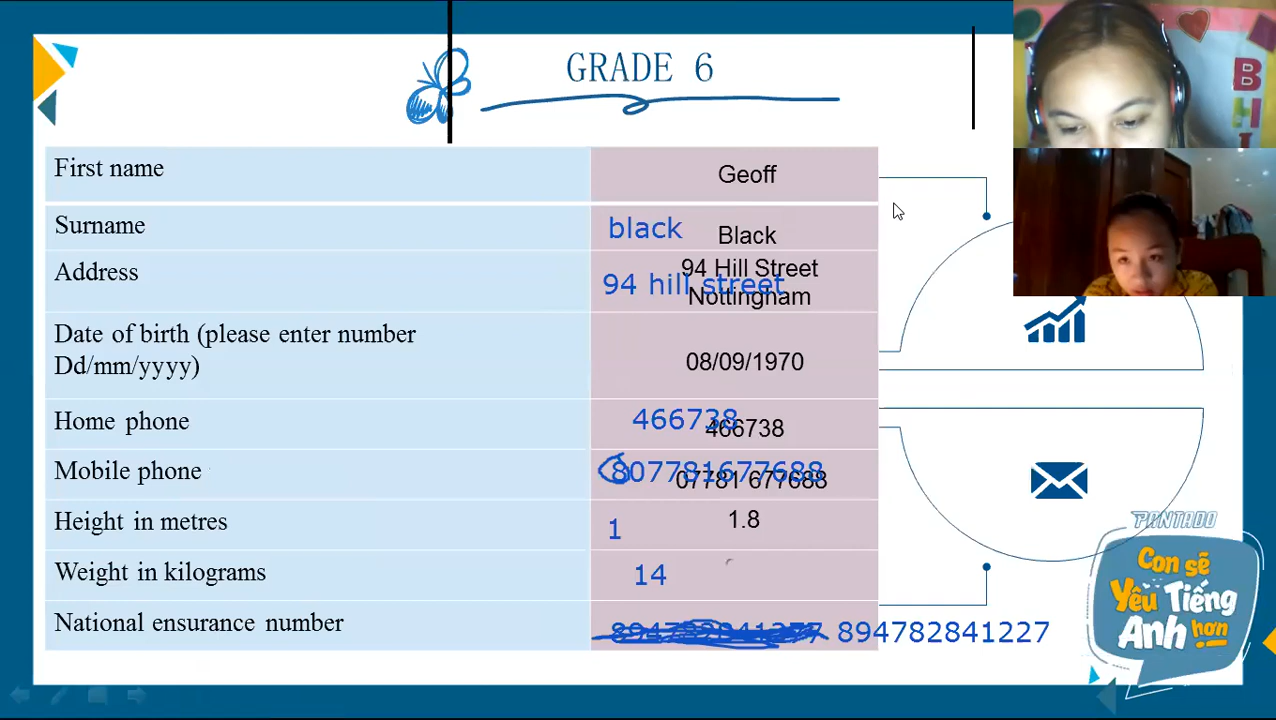 GRADE 6
First name
Geoff
Surname
black
Black
Address
94 hill street
94 Hill Street
Nottingham
Date of birth (please enter number
Dd/mm/yyyy)
08/09/1970
Home phone
466738
466738
Mobile phone
807781677688
07781 677688
Height in metres
1
1.8
Weight in kilograms
14
National ensurance number
894782841227
PANTADO
Con sẽ
Yêu Tiếng
Anh hơn
B
H